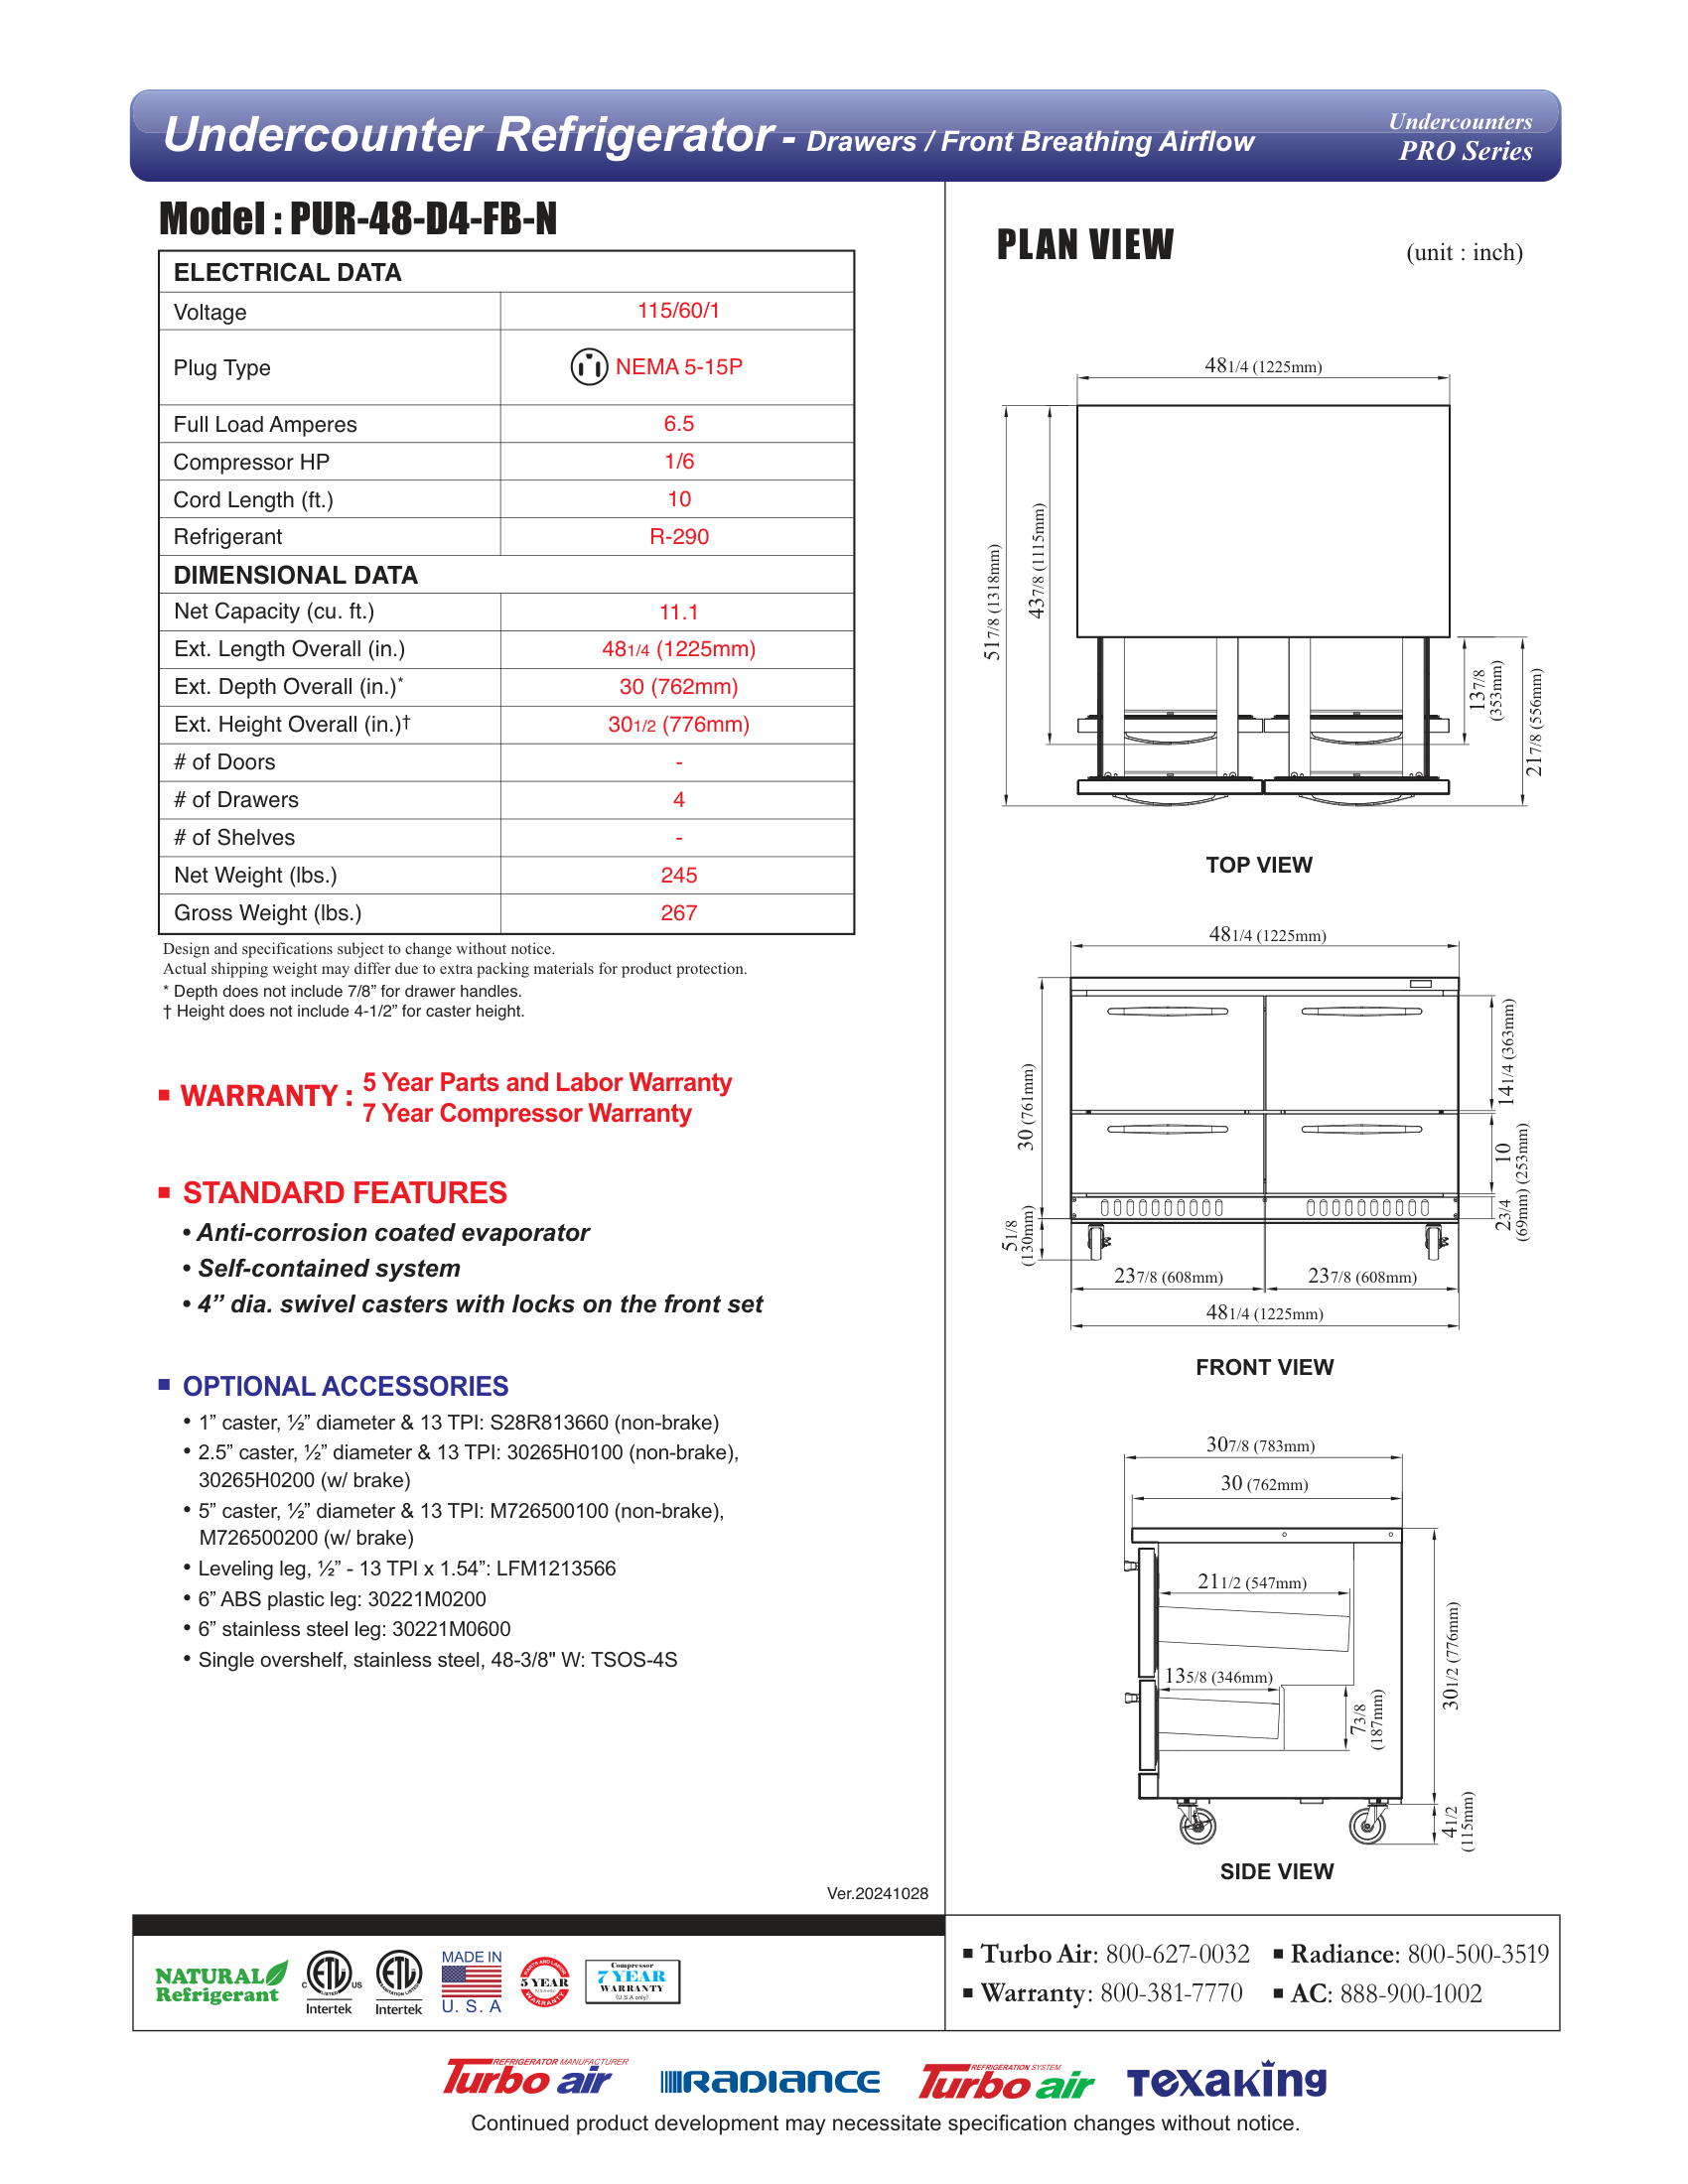 Undercounter Refrigerator - Drawers / Front Breathing Airflow
Undercounters
PRO Series
Model : PUR-48-D4-FB-N
ELECTRICAL DATA
Voltage 115/60/1
Plug Type NEMA 5-15P
Full Load Amperes 6.5
Compressor HP 1/6
Cord Length (ft.) 10
Refrigerant R-290
DIMENSIONAL DATA
Net Capacity (cu. ft.) 11.1
Ext. Length Overall (in.) 481/4 (1225mm)
Ext. Depth Overall (in.)* 30 (762mm)
Ext. Height Overall (in.)† 301/2 (776mm)
# of Doors -
# of Drawers 4
# of Shelves -
Net Weight (lbs.) 245
Gross Weight (lbs.) 267
Design and specifications subject to change without notice.
Actual shipping weight may differ due to extra packing materials for product protection.
* Depth does not include 7/8” for drawer handles.
† Height does not include 4-1/2” for caster height.
WARRANTY : 5 Year Parts and Labor Warranty
7 Year Compressor Warranty
STANDARD FEATURES
• Anti-corrosion coated evaporator
• Self-contained system
• 4” dia. swivel casters with locks on the front set
OPTIONAL ACCESSORIES
• 1” caster, ½” diameter & 13 TPI: S28R813660 (non-brake)
• 2.5” caster, ½” diameter & 13 TPI: 30265H0100 (non-brake),
30265H0200 (w/ brake)
• 5” caster, ½” diameter & 13 TPI: M726500100 (non-brake),
M726500200 (w/ brake)
• Leveling leg, ½” - 13 TPI x 1.54”: LFM1213566
• 6” ABS plastic leg: 30221M0200
• 6” stainless steel leg: 30221M0600
• Single overshelf, stainless steel, 48-3/8" W: TSOS-4S
Ver.20241028
PLAN VIEW
(unit : inch)
481/4 (1225mm)
517/8 (1318mm)
437/8 (1115mm)
137/8
(353mm)
217/8 (556mm)
TOP VIEW
481/4 (1225mm)
30 (761mm)
51/8
(130mm)
141/4 (363mm)
10
(253mm)
23/4
(69mm)
237/8 (608mm)
237/8 (608mm)
481/4 (1225mm)
FRONT VIEW
307/8 (783mm)
30 (762mm)
211/2 (547mm)
135/8 (346mm)
73/8
(187mm)
301/2 (776mm)
41/2
(115mm)
SIDE VIEW
NATURAL
Refrigerant
C ETL US
LISTED
Intertek
ETL
SANITATION LISTED
Intertek
MADE IN
U. S. A
PARTS AND LABOR
5 YEAR
(U.S.A only)
WARRANTY
Compressor
7 YEAR
WARRANTY
(U.S.A only)
Turbo Air: 800-627-0032
Radiance: 800-500-3519
Warranty: 800-381-7770
AC: 888-900-1002
REFRIGERATOR MANUFACTURER
Turbo air
RADIANCE
REFRIGERATION SYSTEM
Turbo air
Texaking
Continued product development may necessitate specification changes without notice.